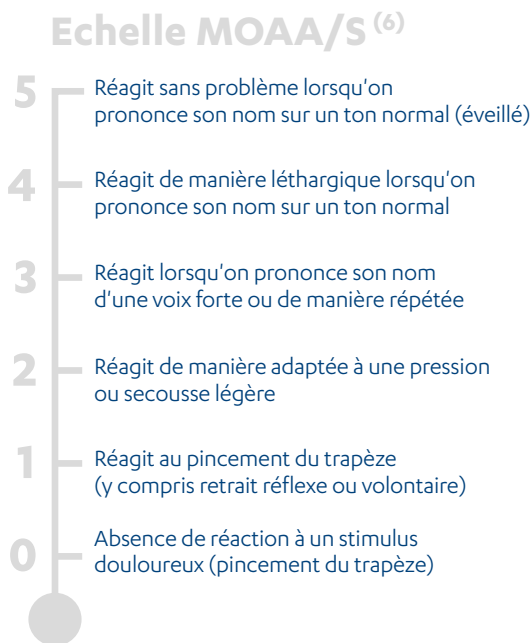 Echelle MOAA/S (6)
5 Réagit sans problème lorsqu'on
prononce son nom sur un ton normal (éveillé)
4 Réagit de manière léthargique lorsqu'on
prononce son nom sur un ton normal
3 Réagit lorsqu'on prononce son nom
d'une voix forte ou de manière répétée
2 Réagit de manière adaptée à une pression
ou secousse légère
1 Réagit au pincement du trapèze
(y compris retrait réflexe ou volontaire)
0 Absence de réaction à un stimulus
douloureux (pincement du trapèze)